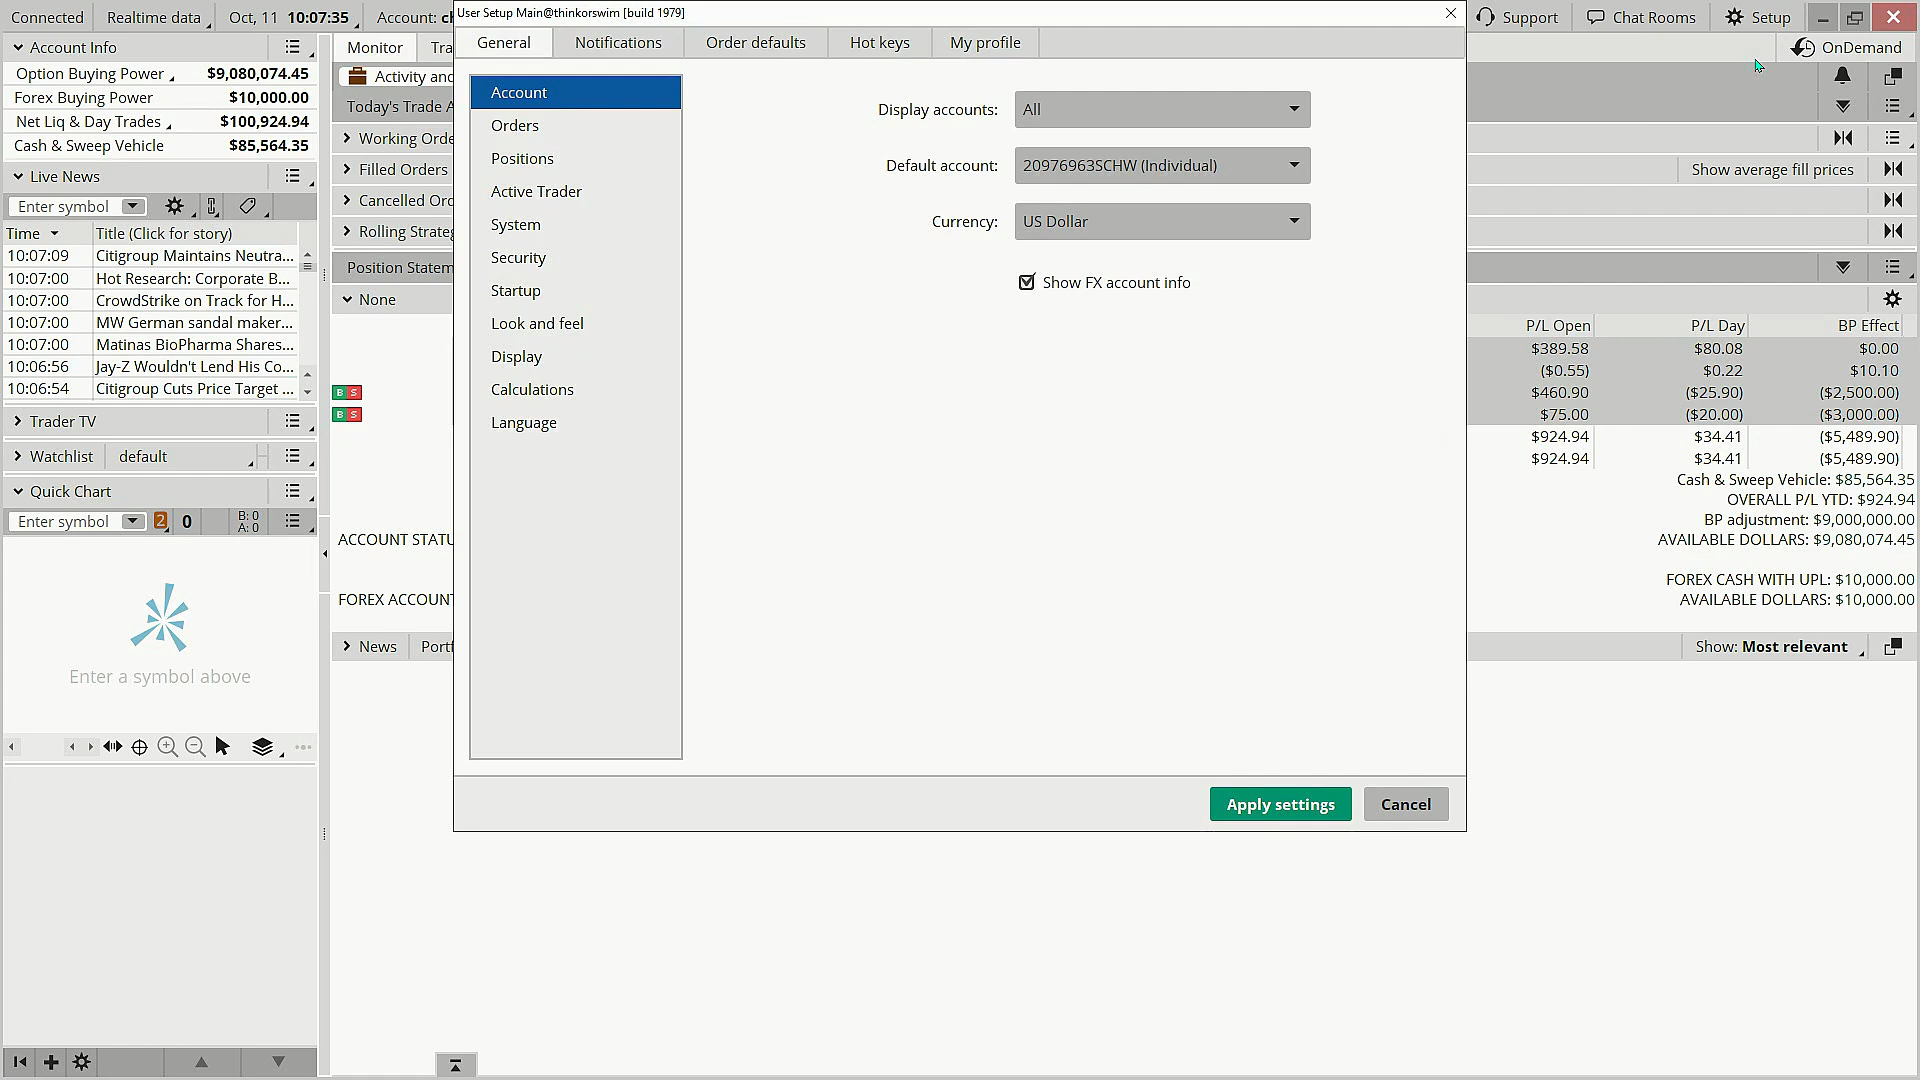 Connected Realtime data Oct, 11 10:07:35 Account:
User Setup Main@thinkorswim [build 1979]
Support Chat Rooms Setup
General Notifications Order defaults Hot keys My profile
OnDemand
Account Info
Option Buying Power $9,080,074.45
Forex Buying Power $10,000.00
Net Liq & Day Trades $100,924.94
Cash & Sweep Vehicle $85,564.35
Live News
Enter symbol
Time Title (Click for story)
10:07:09 Citigroup Maintains Neutra...
10:07:00 Hot Research: Corporate B...
10:07:00 CrowdStrike on Track for H...
10:07:00 MW German sandal maker...
10:07:00 Matinas BioPharma Shares...
10:06:56 Jay-Z Wouldn't Lend His Co...
10:06:54 Citigroup Cuts Price Target ...
Trader TV
Watchlist default
Quick Chart
Enter symbol 2 0 B: 0
A: 0
Enter a symbol above
Monitor Tra
Activity and
Today's Trade A
Working Orde
Filled Orders
Cancelled Ord
Rolling Strateg
Position Statem
None
B S
B S
ACCOUNT STATU
FOREX ACCOUNT
News Portf
Account
Orders
Positions
Active Trader
System
Security
Startup
Look and feel
Display
Calculations
Language
Display accounts: All
Default account: 20976963SCHW (Individual)
Currency: US Dollar
Show FX account info
Apply settings Cancel
Show average fill prices
P/L Open P/L Day BP Effect
$389.58 $80.08 $0.00
($0.55) $0.22 $10.10
$460.90 ($25.90) ($2,500.00)
$75.00 ($20.00) ($3,000.00)
$924.94 $34.41 ($5,489.90)
$924.94 $34.41 ($5,489.90)
Cash & Sweep Vehicle: $85,564.35
OVERALL P/L YTD: $924.94
BP adjustment: $9,000,000.00
AVAILABLE DOLLARS: $9,080,074.45
FOREX CASH WITH UPL: $10,000.00
AVAILABLE DOLLARS: $10,000.00
Show: Most relevant